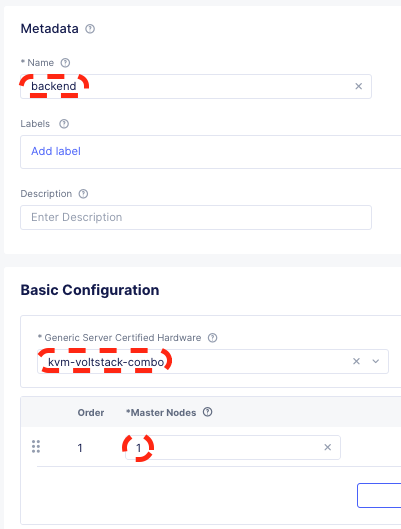 Metadata
* Name
backend
Labels
Add label
Description
Enter Description
Basic Configuration
* Generic Server Certified Hardware
kvm-voltstack-combo
Order *Master Nodes
1 1